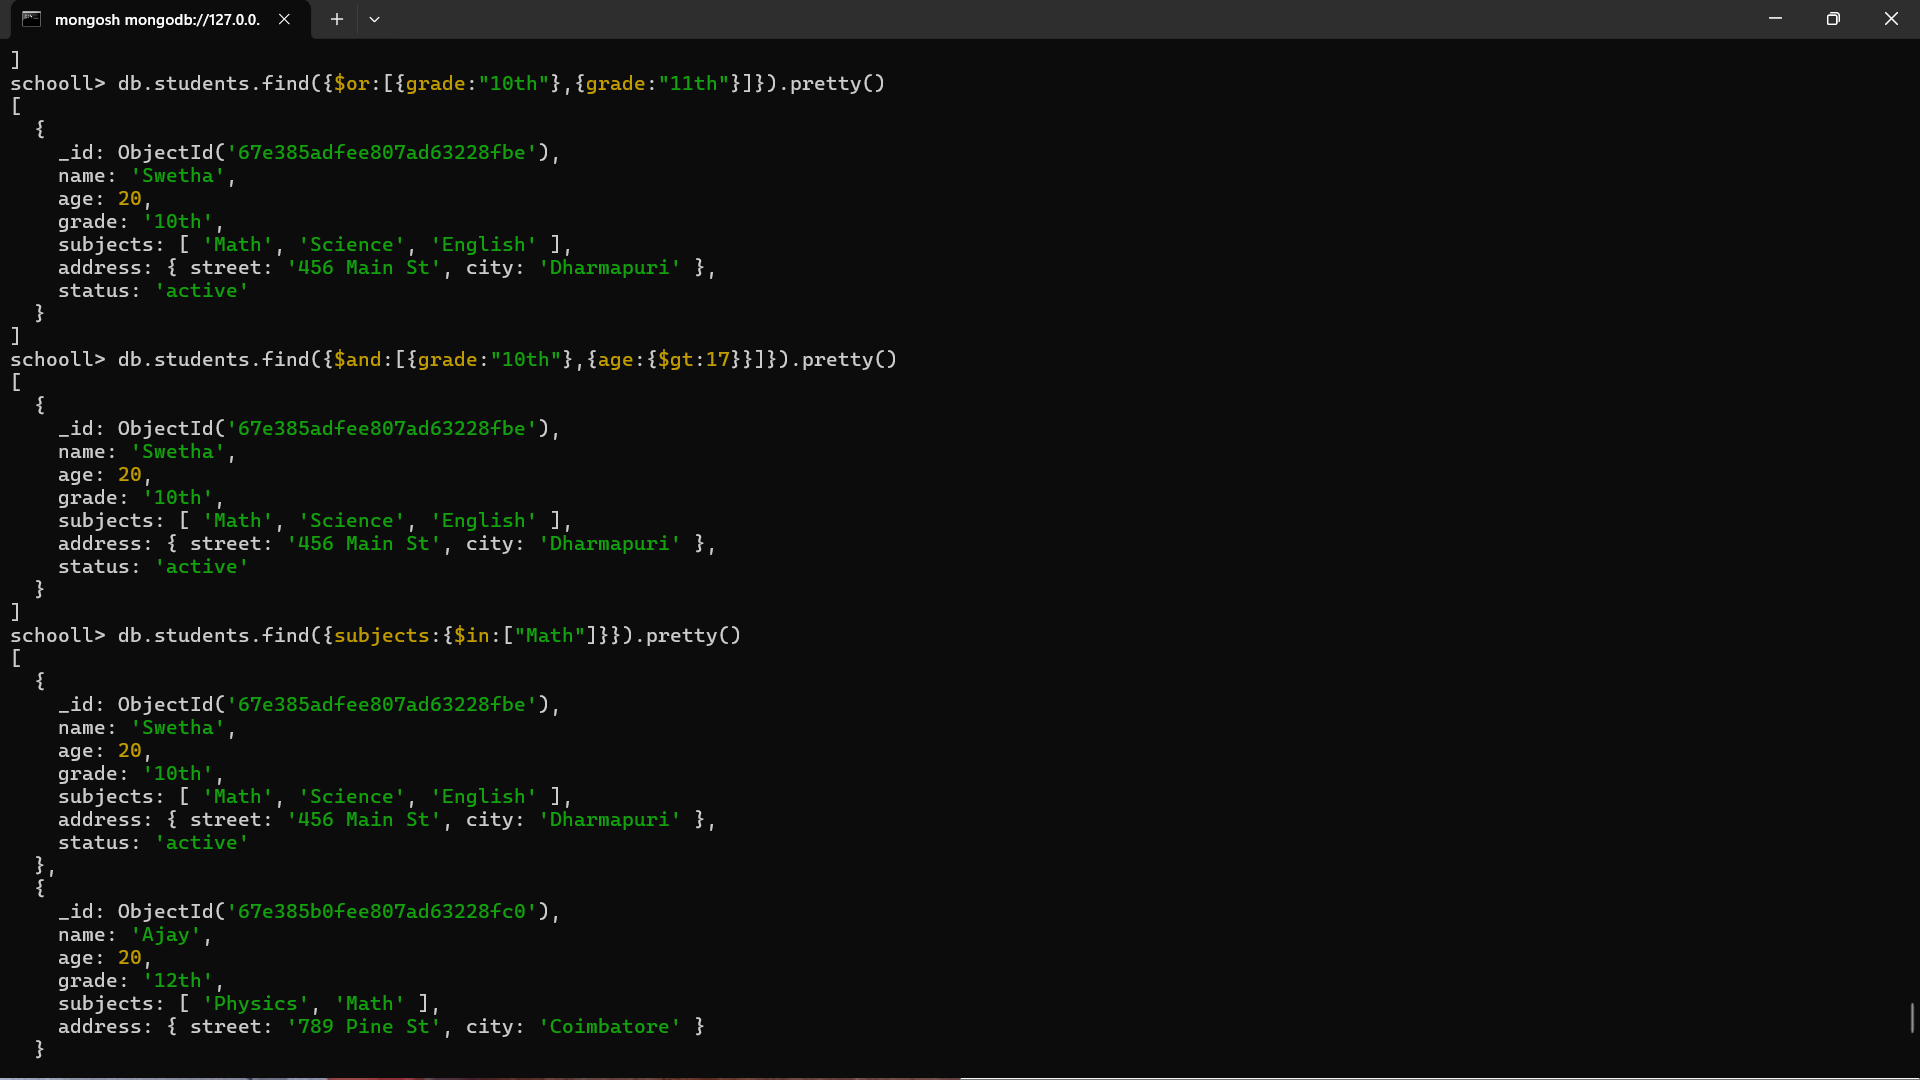 mongosh mongodb://127.0.0.
]
schooll> db.students.find({$or:[{grade:"10th"},{grade:"11th"}]}).pretty()
[
  {
    _id: ObjectId('67e385adfee807ad63228fbe'),
    name: 'Swetha',
    age: 20,
    grade: '10th',
    subjects: [ 'Math', 'Science', 'English' ],
    address: { street: '456 Main St', city: 'Dharmapuri' },
    status: 'active'
  }
]
schooll> db.students.find({$and:[{grade:"10th"},{age:{$gt:17}}]}).pretty()
[
  {
    _id: ObjectId('67e385adfee807ad63228fbe'),
    name: 'Swetha',
    age: 20,
    grade: '10th',
    subjects: [ 'Math', 'Science', 'English' ],
    address: { street: '456 Main St', city: 'Dharmapuri' },
    status: 'active'
  }
]
schooll> db.students.find({subjects:{$in:["Math"]}}).pretty()
[
  {
    _id: ObjectId('67e385adfee807ad63228fbe'),
    name: 'Swetha',
    age: 20,
    grade: '10th',
    subjects: [ 'Math', 'Science', 'English' ],
    address: { street: '456 Main St', city: 'Dharmapuri' },
    status: 'active'
  },
  {
    _id: ObjectId('67e385b0fee807ad63228fc0'),
    name: 'Ajay',
    age: 20,
    grade: '12th',
    subjects: [ 'Physics', 'Math' ],
    address: { street: '789 Pine St', city: 'Coimbatore' }
  }